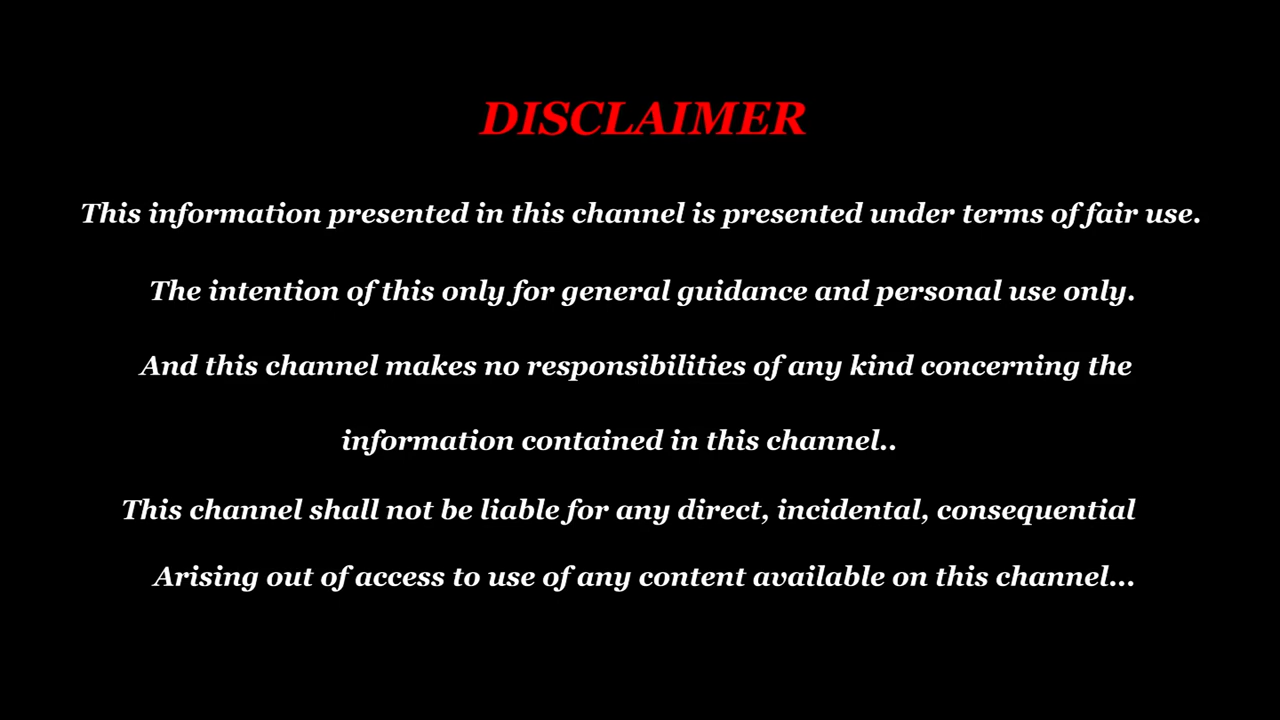 DISCLAIMER
This information presented in this channel is presented under terms of fair use.
The intention of this only for general guidance and personal use only.
And this channel makes no responsibilities of any kind concerning the
information contained in this channel..
This channel shall not be liable for any direct, incidental, consequential
Arising out of access to use of any content available on this channel...